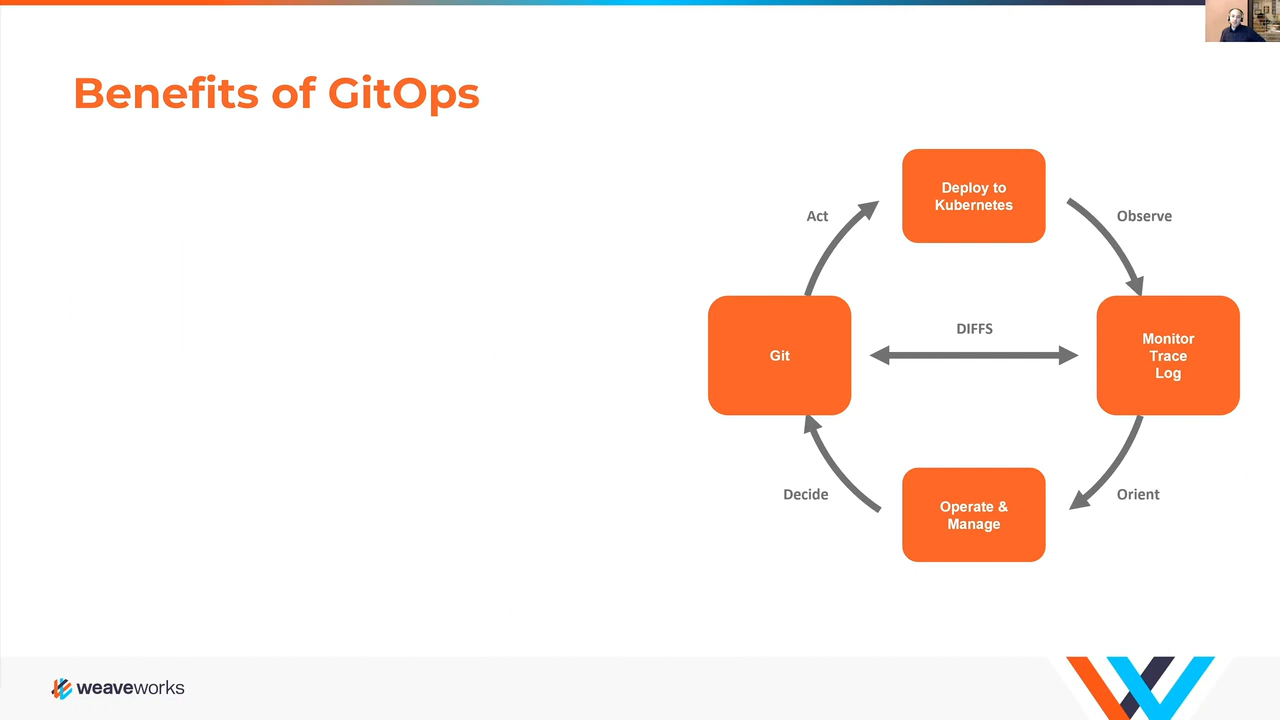 Benefits of GitOps
Deploy to
Kubernetes
Act
Observe
DIFFS
Git
Monitor
Trace
Log
Decide
Orient
Operate &
Manage
weaveworks